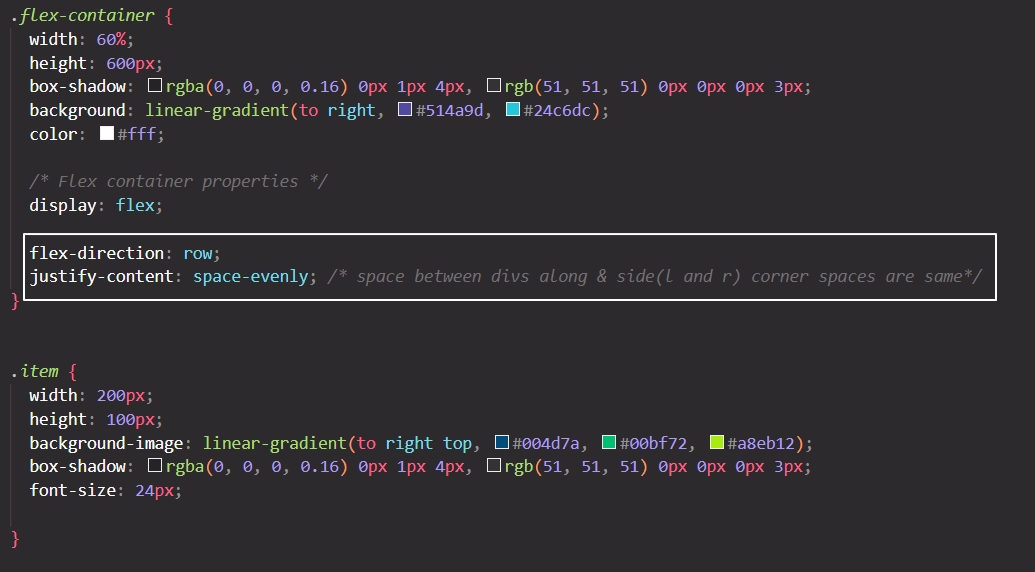 .flex-container {
width: 60%;
height: 600px;
box-shadow: rgba(0, 0, 0, 0.16) 0px 1px 4px, rgb(51, 51, 51) 0px 0px 0px 3px;
background: linear-gradient(to right, #514a9d, #24c6dc);
color: #fff;
/* Flex container properties */
display: flex;
flex-direction: row;
justify-content: space-evenly; /* space between divs along & side(l and r) corner spaces are same*/
}
.item {
width: 200px;
height: 100px;
background-image: linear-gradient(to right top, #004d7a, #00bf72, #a8eb12);
box-shadow: rgba(0, 0, 0, 0.16) 0px 1px 4px, rgb(51, 51, 51) 0px 0px 0px 3px;
font-size: 24px;
}